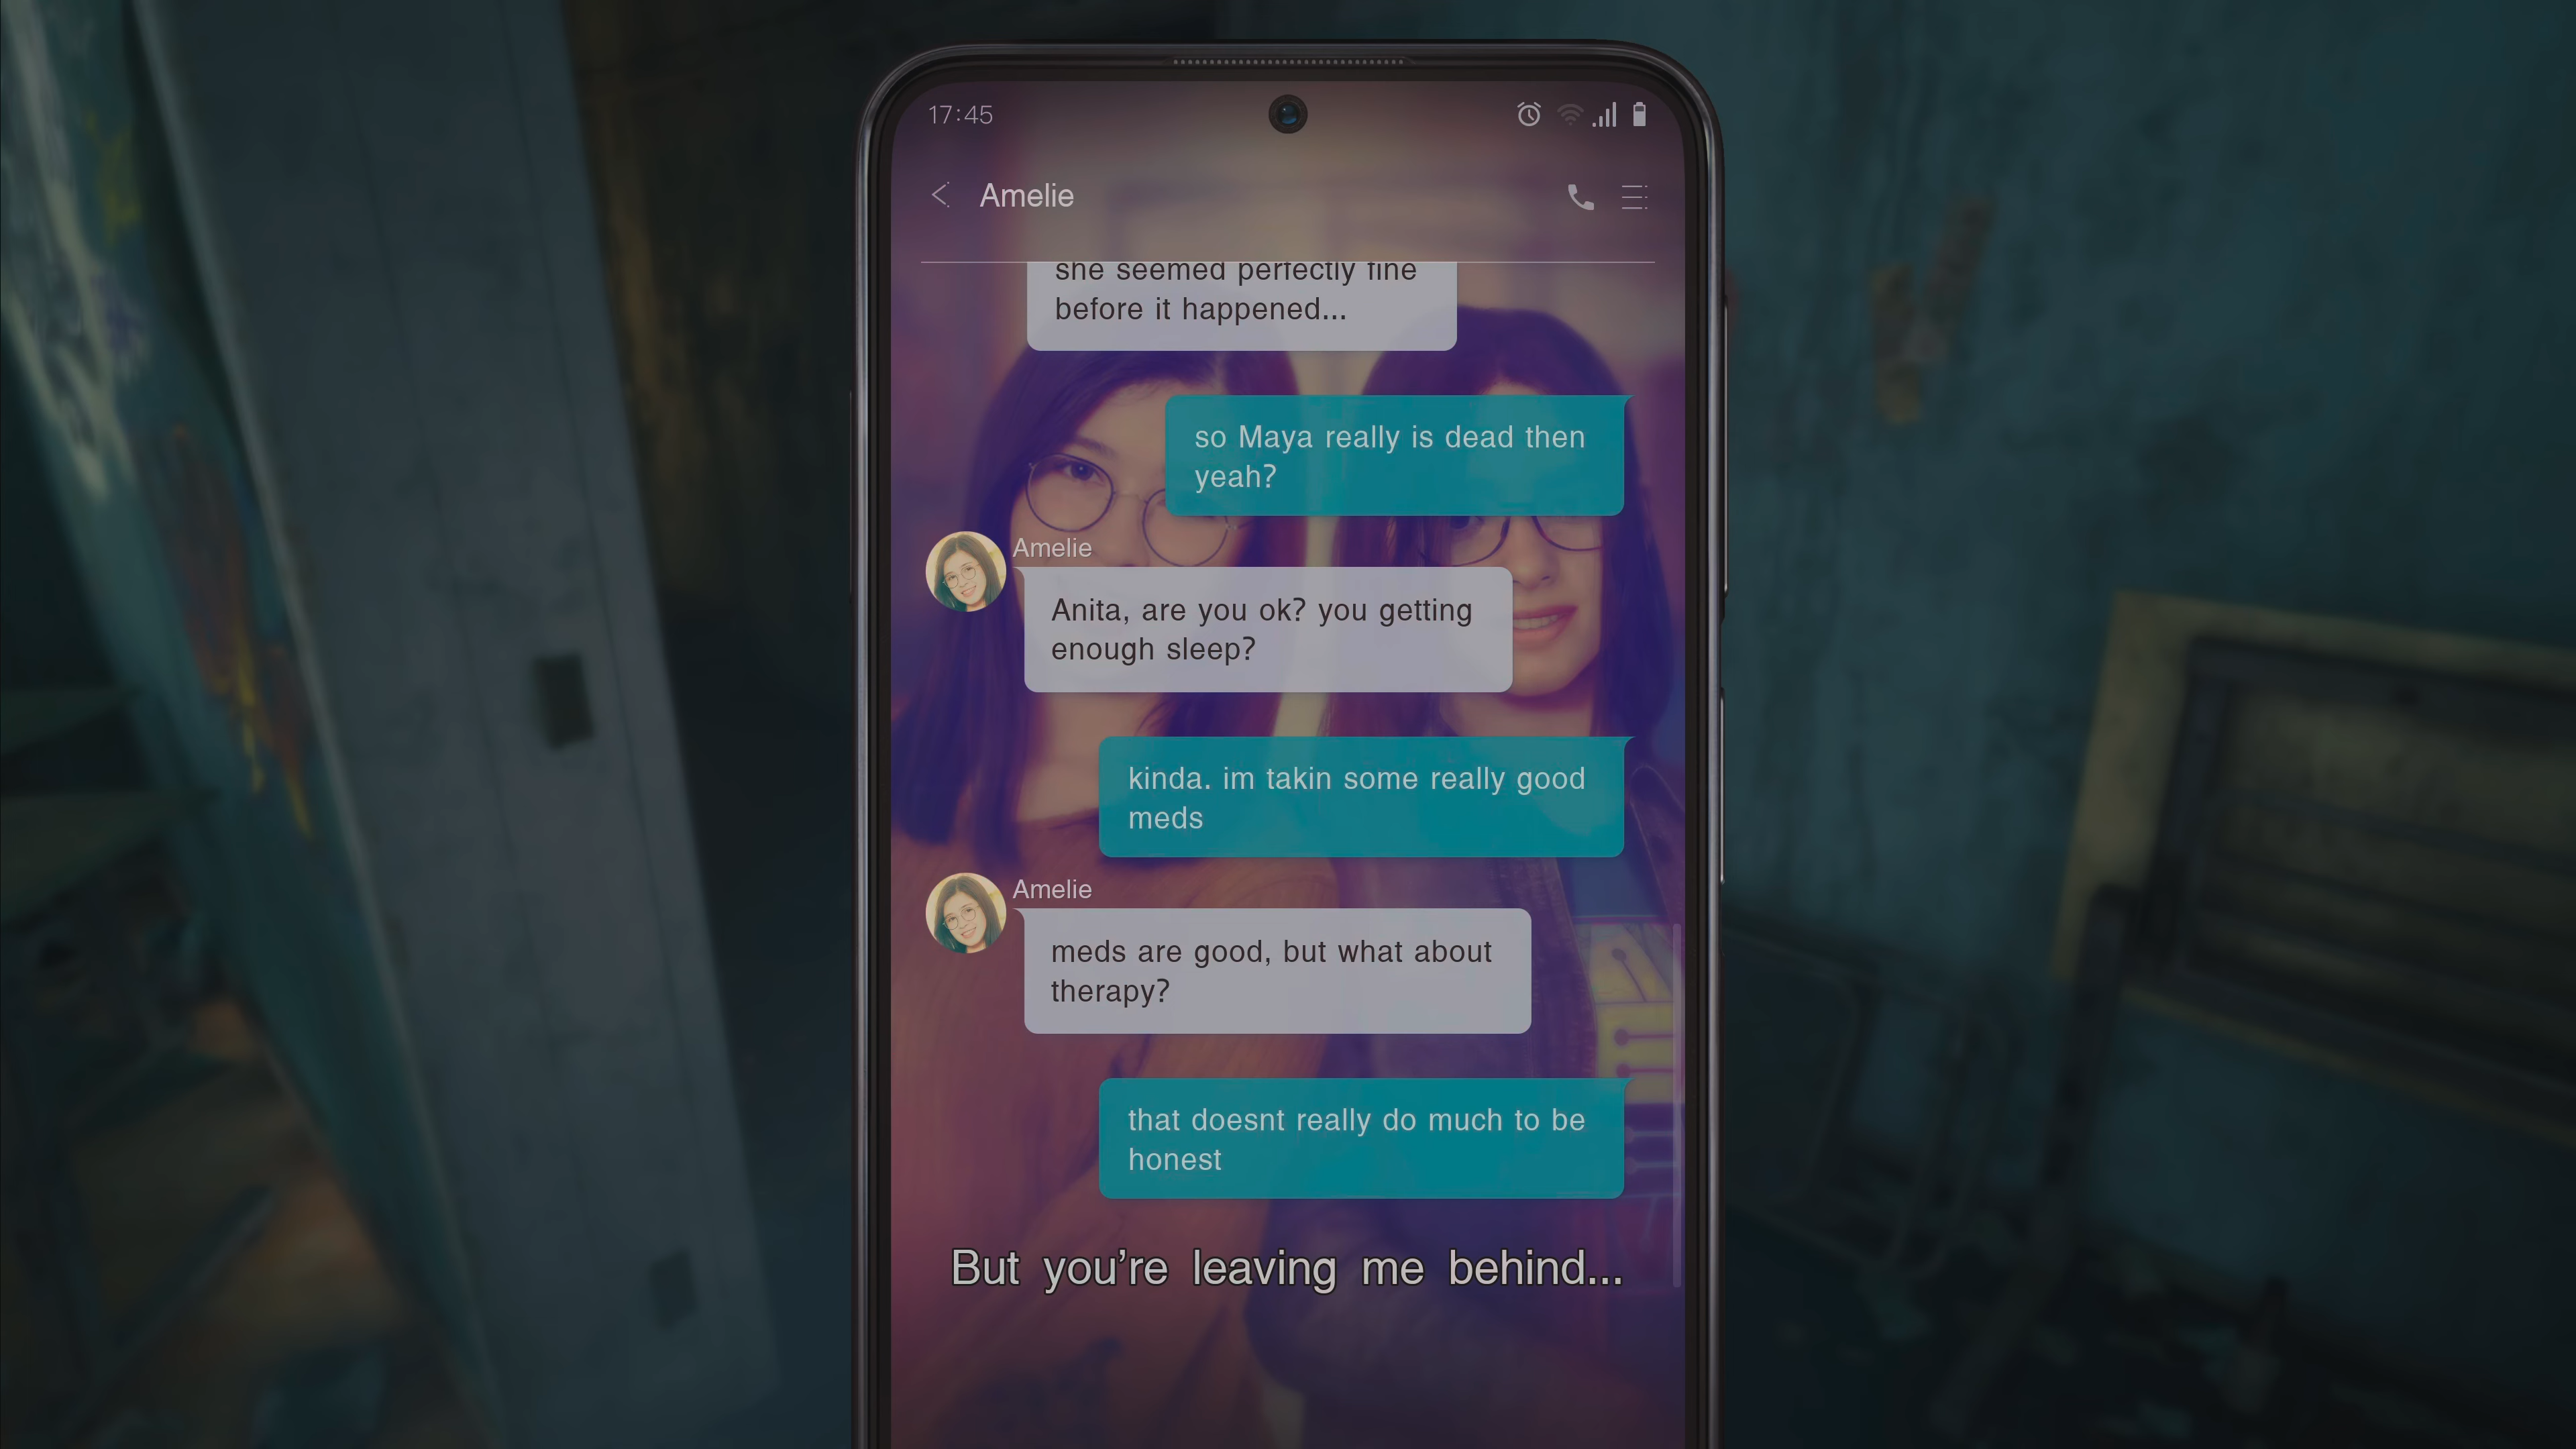 17:45
Amelie
she seemed perfectly fine
before it happened...
so Maya really is dead then
yeah?
Amelie
Anita, are you ok? you getting
enough sleep?
kinda. im takin some really good
meds
Amelie
meds are good, but what about
therapy?
that doesnt really do much to be
honest
But you’re leaving me behind...